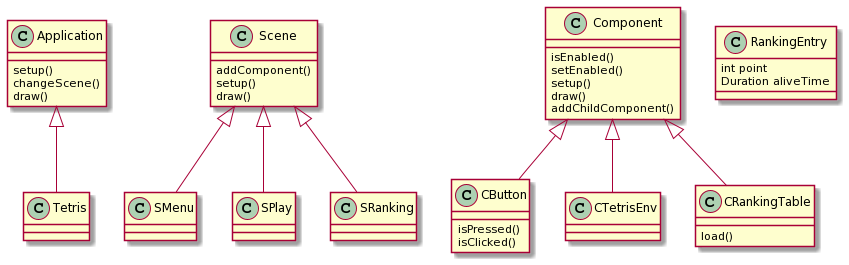 C Application
setup()
changeScene()
draw()
C Scene
addComponent()
setup()
draw()
C Component
isEnabled()
setEnabled()
setup()
draw()
addChildComponent()
C RankingEntry
int point
Duration aliveTime
C Tetris
C SMenu
C SPlay
C SRanking
C CButton
isPressed()
isClicked()
C CTetrisEnv
C CRankingTable
load()